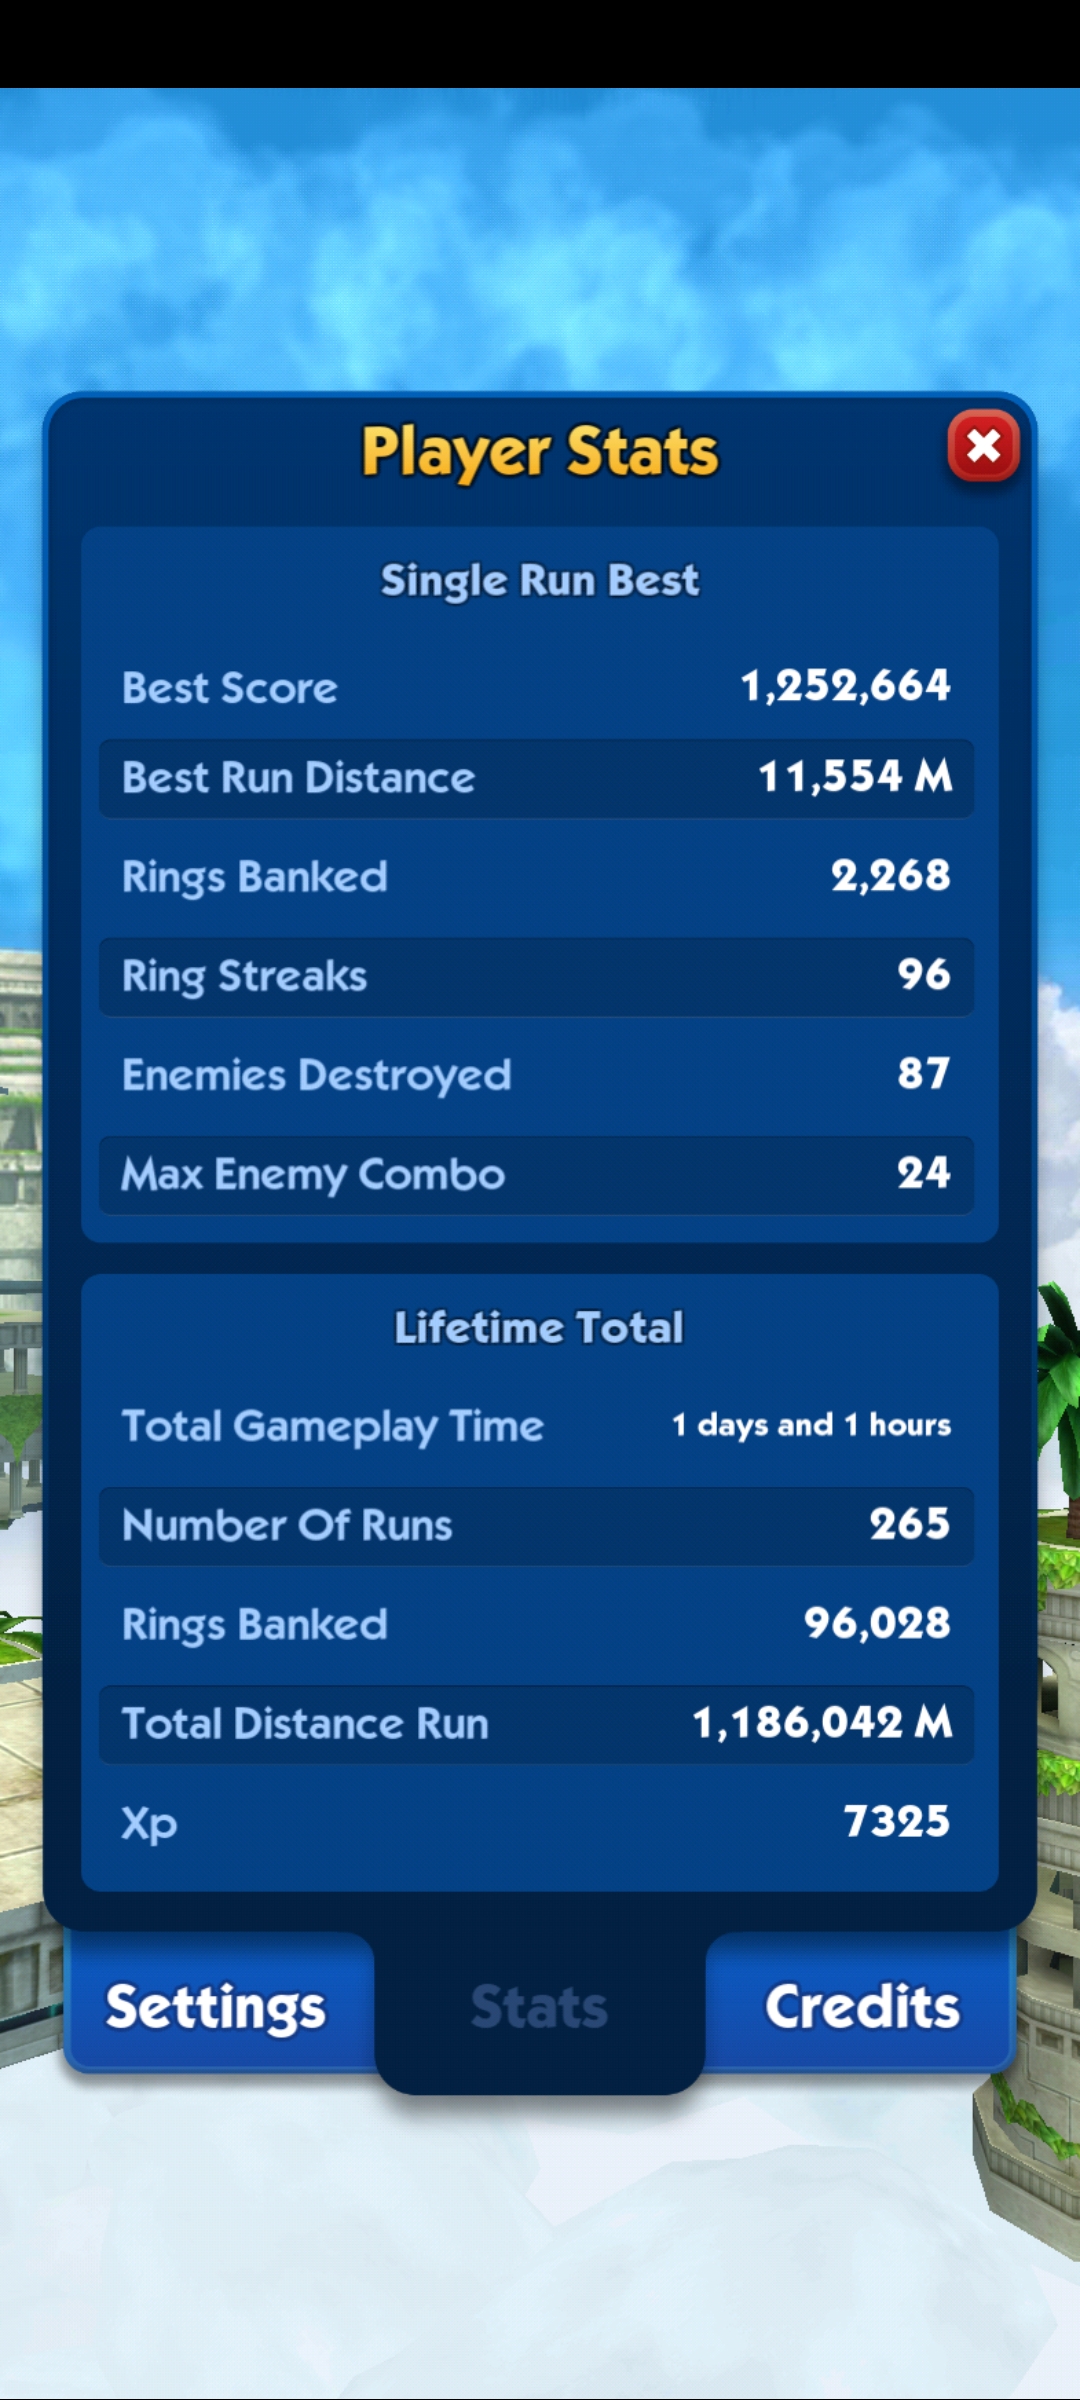 Player Stats
Single Run Best
Best Score 1,252,664
Best Run Distance 11,554 M
Rings Banked 2,268
Ring Streaks 96
Enemies Destroyed 87
Max Enemy Combo 24
Lifetime Total
Total Gameplay Time 1 days and 1 hours
Number Of Runs 265
Rings Banked 96,028
Total Distance Run 1,186,042 M
Xp 7325
Settings Stats Credits